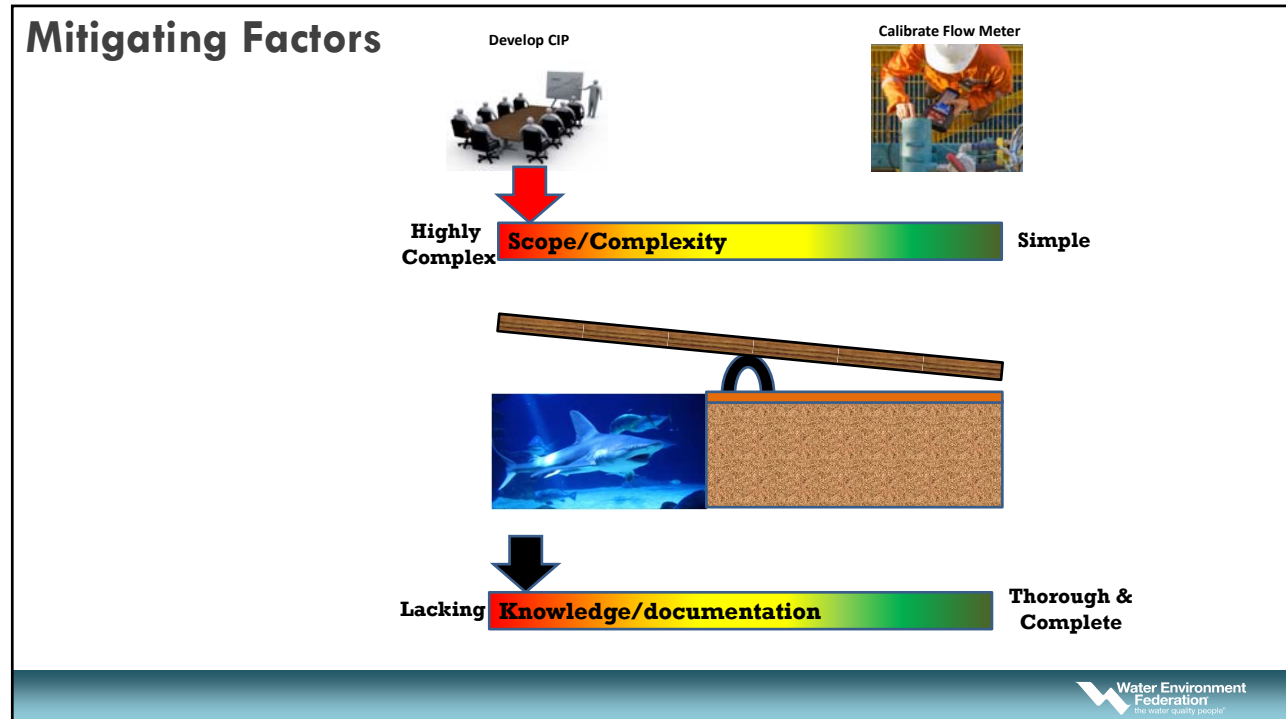 Mitigating Factors
Develop CIP
Calibrate Flow Meter
Highly
Complex
Scope/Complexity
Simple
Lacking
Knowledge/documentation
Thorough &
Complete
Water Environment
Federation
the water quality people®